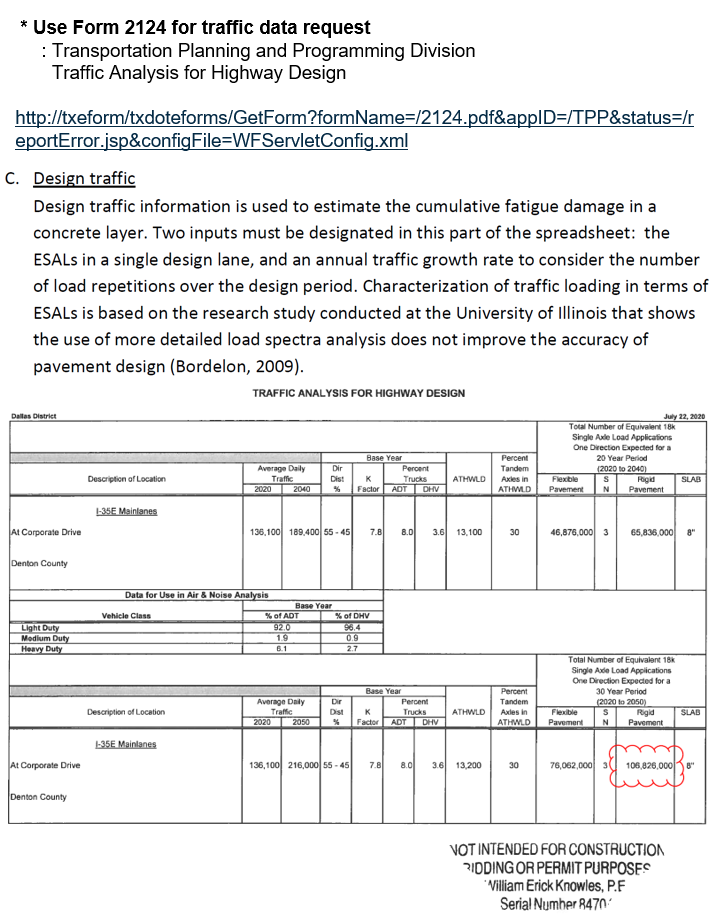 * Use Form 2124 for traffic data request
: Transportation Planning and Programming Division
Traffic Analysis for Highway Design
http://txeform/txdoteforms/GetForm?formName=/2124.pdf&appID=/TPP&status=/r
eportError.jsp&configFile=WFServletConfig.xml
C. Design traffic
Design traffic information is used to estimate the cumulative fatigue damage in a
concrete layer. Two inputs must be designated in this part of the spreadsheet: the
ESALs in a single design lane, and an annual traffic growth rate to consider the number
of load repetitions over the design period. Characterization of traffic loading in terms of
ESALs is based on the research study conducted at the University of Illinois that shows
the use of more detailed load spectra analysis does not improve the accuracy of
pavement design (Bordelon, 2009).
TRAFFIC ANALYSIS FOR HIGHWAY DESIGN
Dallas District July 22, 2020
Total Number of Equivalent 18k
Single Axle Load Applications
One Direction Expected for a
Base Year 20 Year Period
Average Daily Dir Percent Percent Tandem (2020 to 2040)
Description of Location Traffic Dist K Trucks ATHWLD Axles in Flexible S Rigid SLAB
2020 2040 % Factor ADT DHV ATHWLD Pavement N Pavement
I-35E Mainlanes
At Corporate Drive 136,100 189,400 55 - 45 7.8 8.0 3.6 13,100 30 46,876,000 3 65,836,000 8"
Denton County
Data for Use in Air & Noise Analysis
Base Year
Vehicle Class % of ADT % of DHV
Light Duty 92.0 96.4
Medium Duty 1.9 0.9
Heavy Duty 6.1 2.7
Total Number of Equivalent 18k
Single Axle Load Applications
One Direction Expected for a
Base Year 30 Year Period
Average Daily Dir Percent Percent Tandem (2020 to 2050)
Description of Location Traffic Dist K Trucks ATHWLD Axles in Flexible S Rigid SLAB
2020 2050 % Factor ADT DHV ATHWLD Pavement N Pavement
I-35E Mainlanes
At Corporate Drive 136,100 216,000 55 - 45 7.8 8.0 3.6 13,200 30 76,062,000 3 106,826,000 8"
Denton County
NOT INTENDED FOR CONSTRUCTION
BIDDING OR PERMIT PURPOSES
William Erick Knowles, P.E
Serial Number 8470